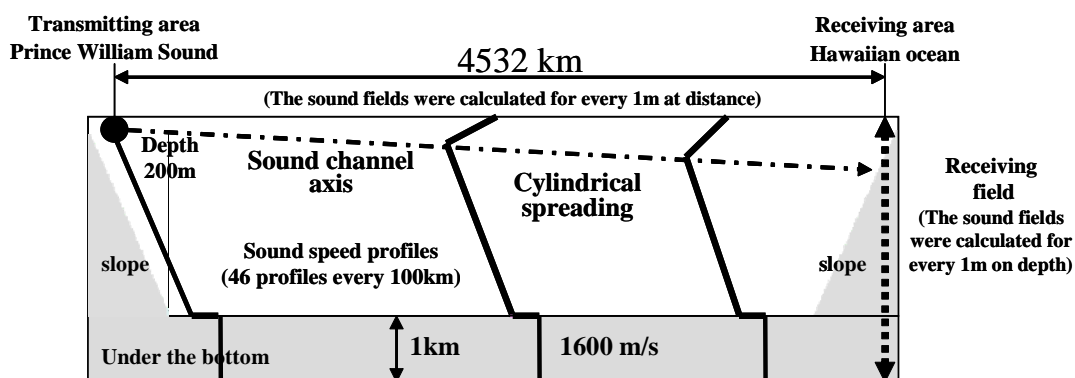 Transmitting area
Prince William Sound
Receiving area
Hawaiian ocean
4532 km
(The sound fields were calculated for every 1m at distance)
Depth
200m
Sound channel
axis
Cylindrical
spreading
Receiving
field
(The sound fields
were calculated for
every 1m on depth)
Sound speed profiles
(46 profiles every 100km)
slope
slope
Under the bottom
1km
1600 m/s